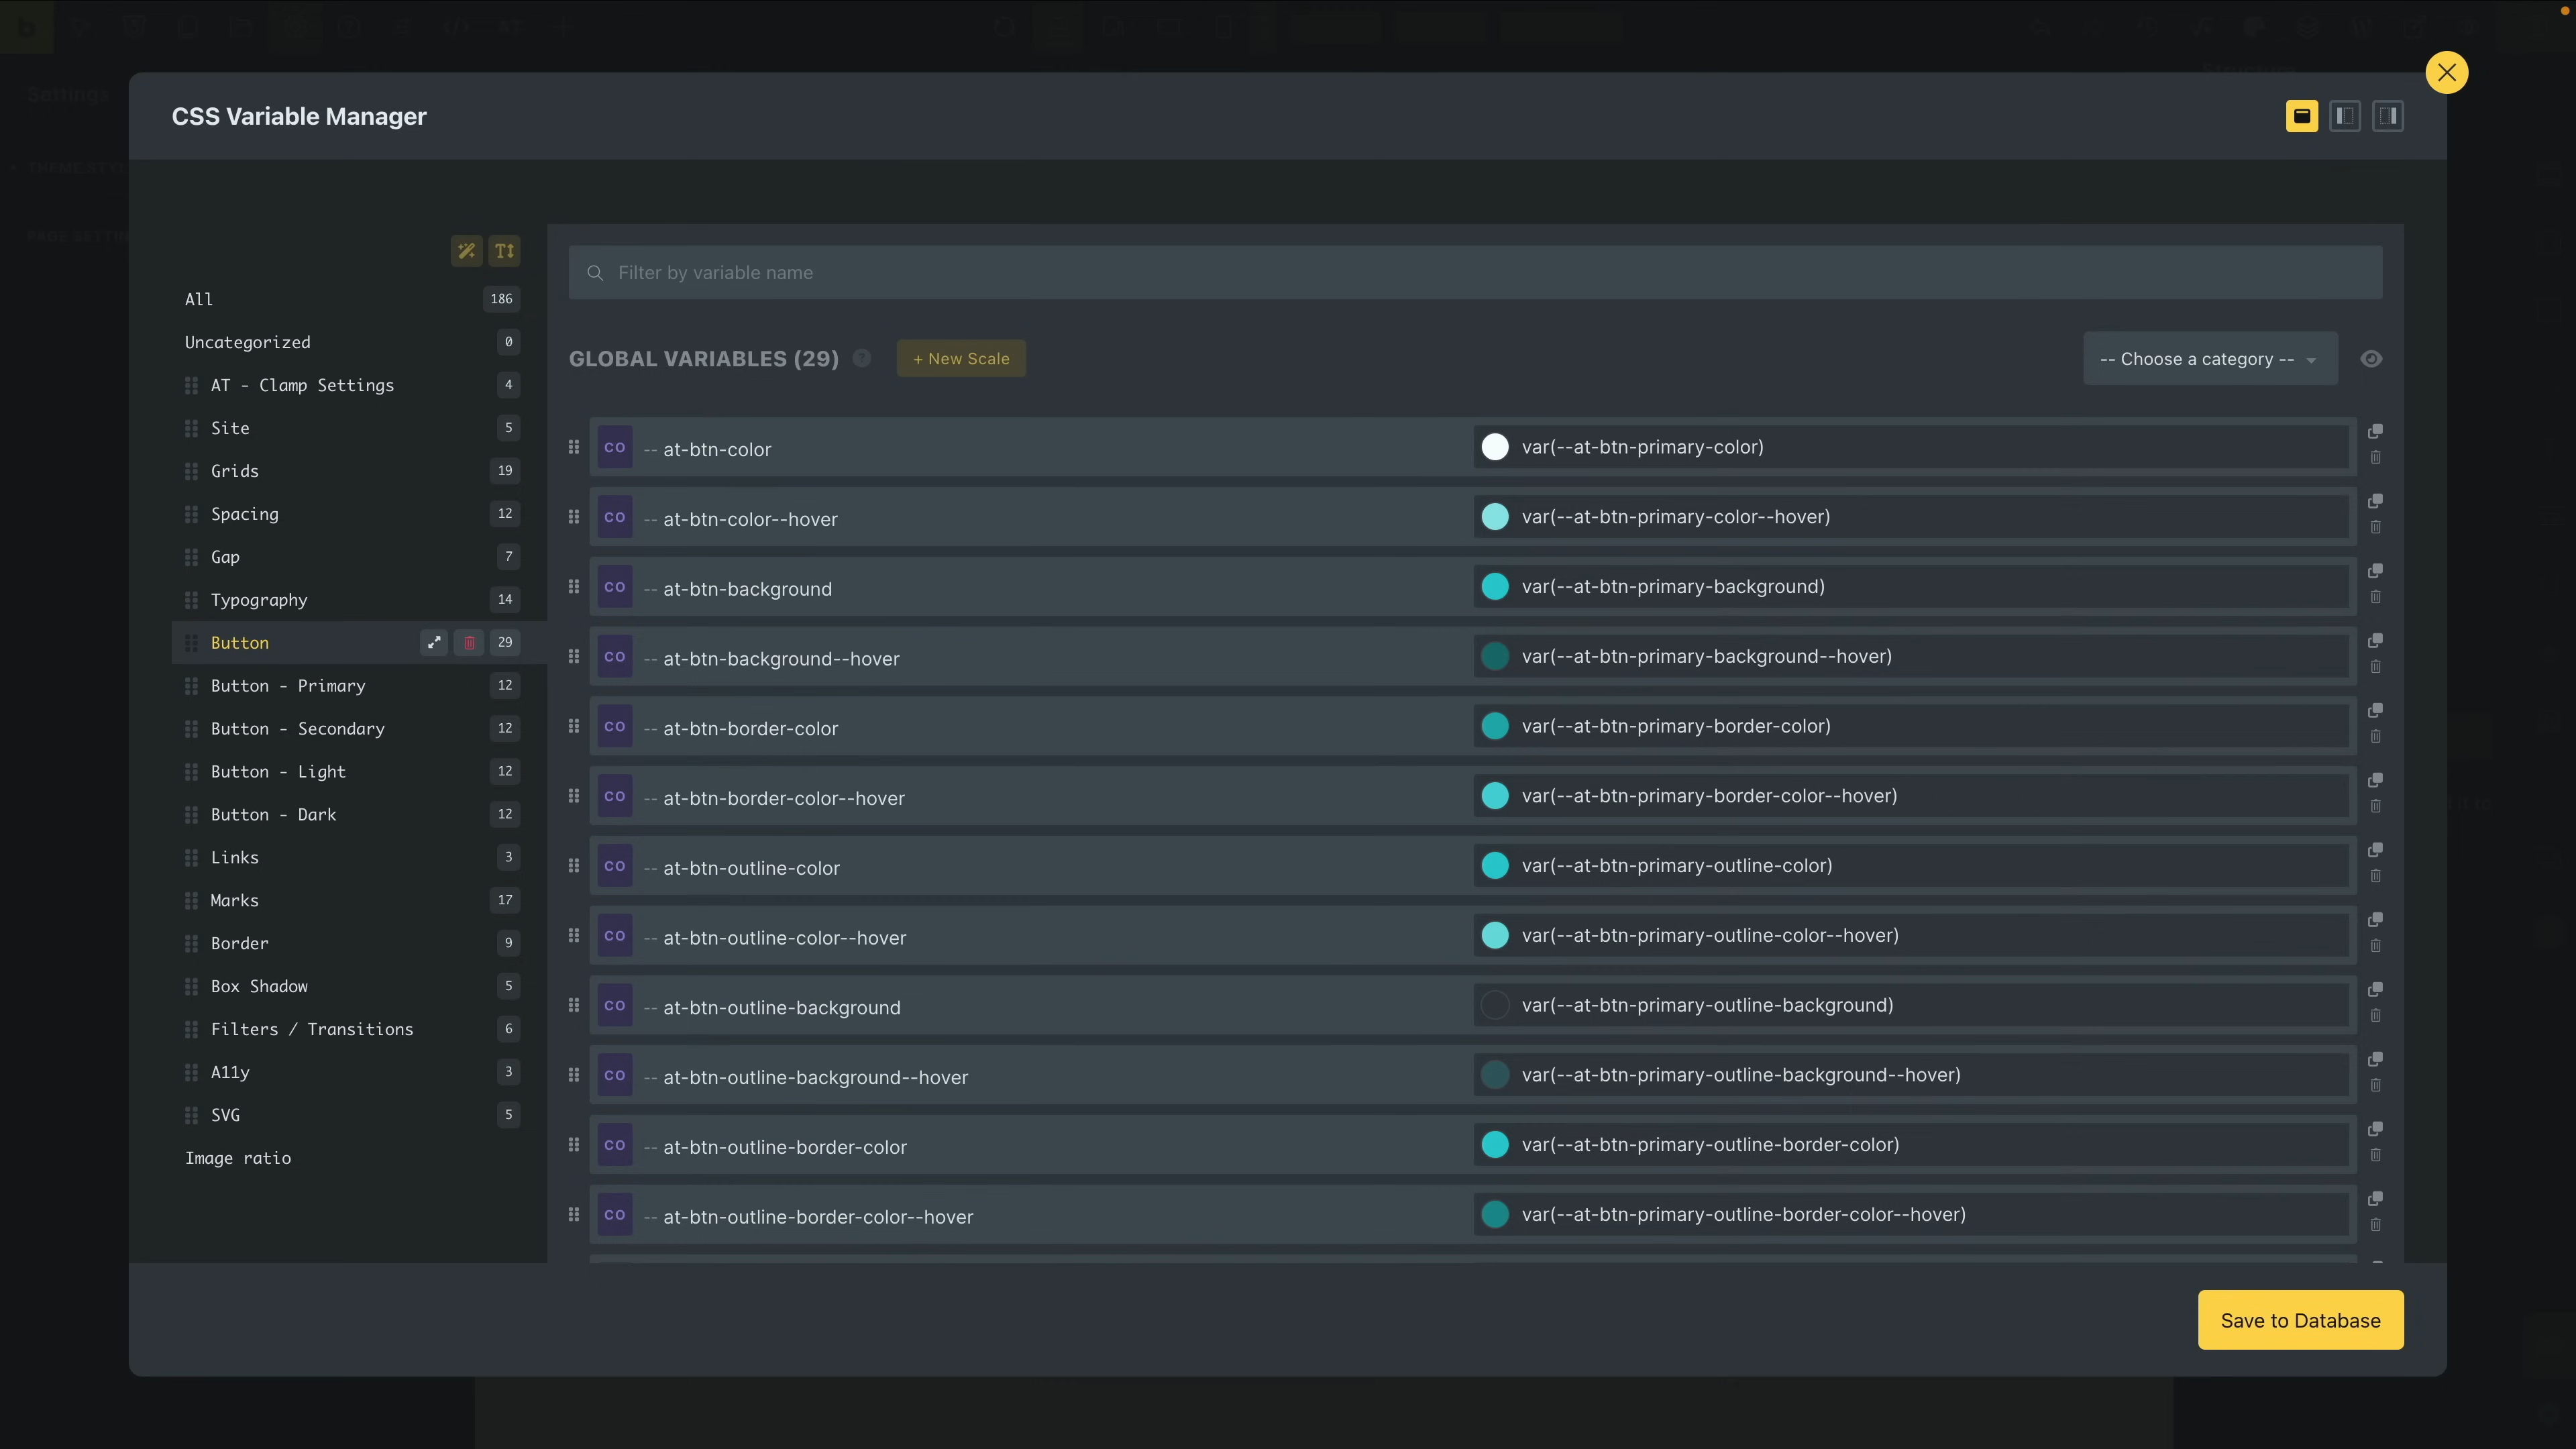 Settings
CSS Variable Manager
All 186
Uncategorized 0
AT - Clamp Settings 4
Site 5
Grids 19
Spacing 12
Gap 7
Typography 14
Button 29
Button - Primary 12
Button - Secondary 12
Button - Light 12
Button - Dark 12
Links 3
Marks 17
Border 9
Box Shadow 5
Filters / Transitions 6
A11y 3
SVG 5
Image ratio
Filter by variable name
GLOBAL VARIABLES (29) ? + New Scale -- Choose a category --
CO -- at-btn-color var(--at-btn-primary-color)
CO -- at-btn-color--hover var(--at-btn-primary-color--hover)
CO -- at-btn-background var(--at-btn-primary-background)
CO -- at-btn-background--hover var(--at-btn-primary-background--hover)
CO -- at-btn-border-color var(--at-btn-primary-border-color)
CO -- at-btn-border-color--hover var(--at-btn-primary-border-color--hover)
CO -- at-btn-outline-color var(--at-btn-primary-outline-color)
CO -- at-btn-outline-color--hover var(--at-btn-primary-outline-color--hover)
CO -- at-btn-outline-background var(--at-btn-primary-outline-background)
CO -- at-btn-outline-background--hover var(--at-btn-primary-outline-background--hover)
CO -- at-btn-outline-border-color var(--at-btn-primary-outline-border-color)
CO -- at-btn-outline-border-color--hover var(--at-btn-primary-outline-border-color--hover)
Save to Database